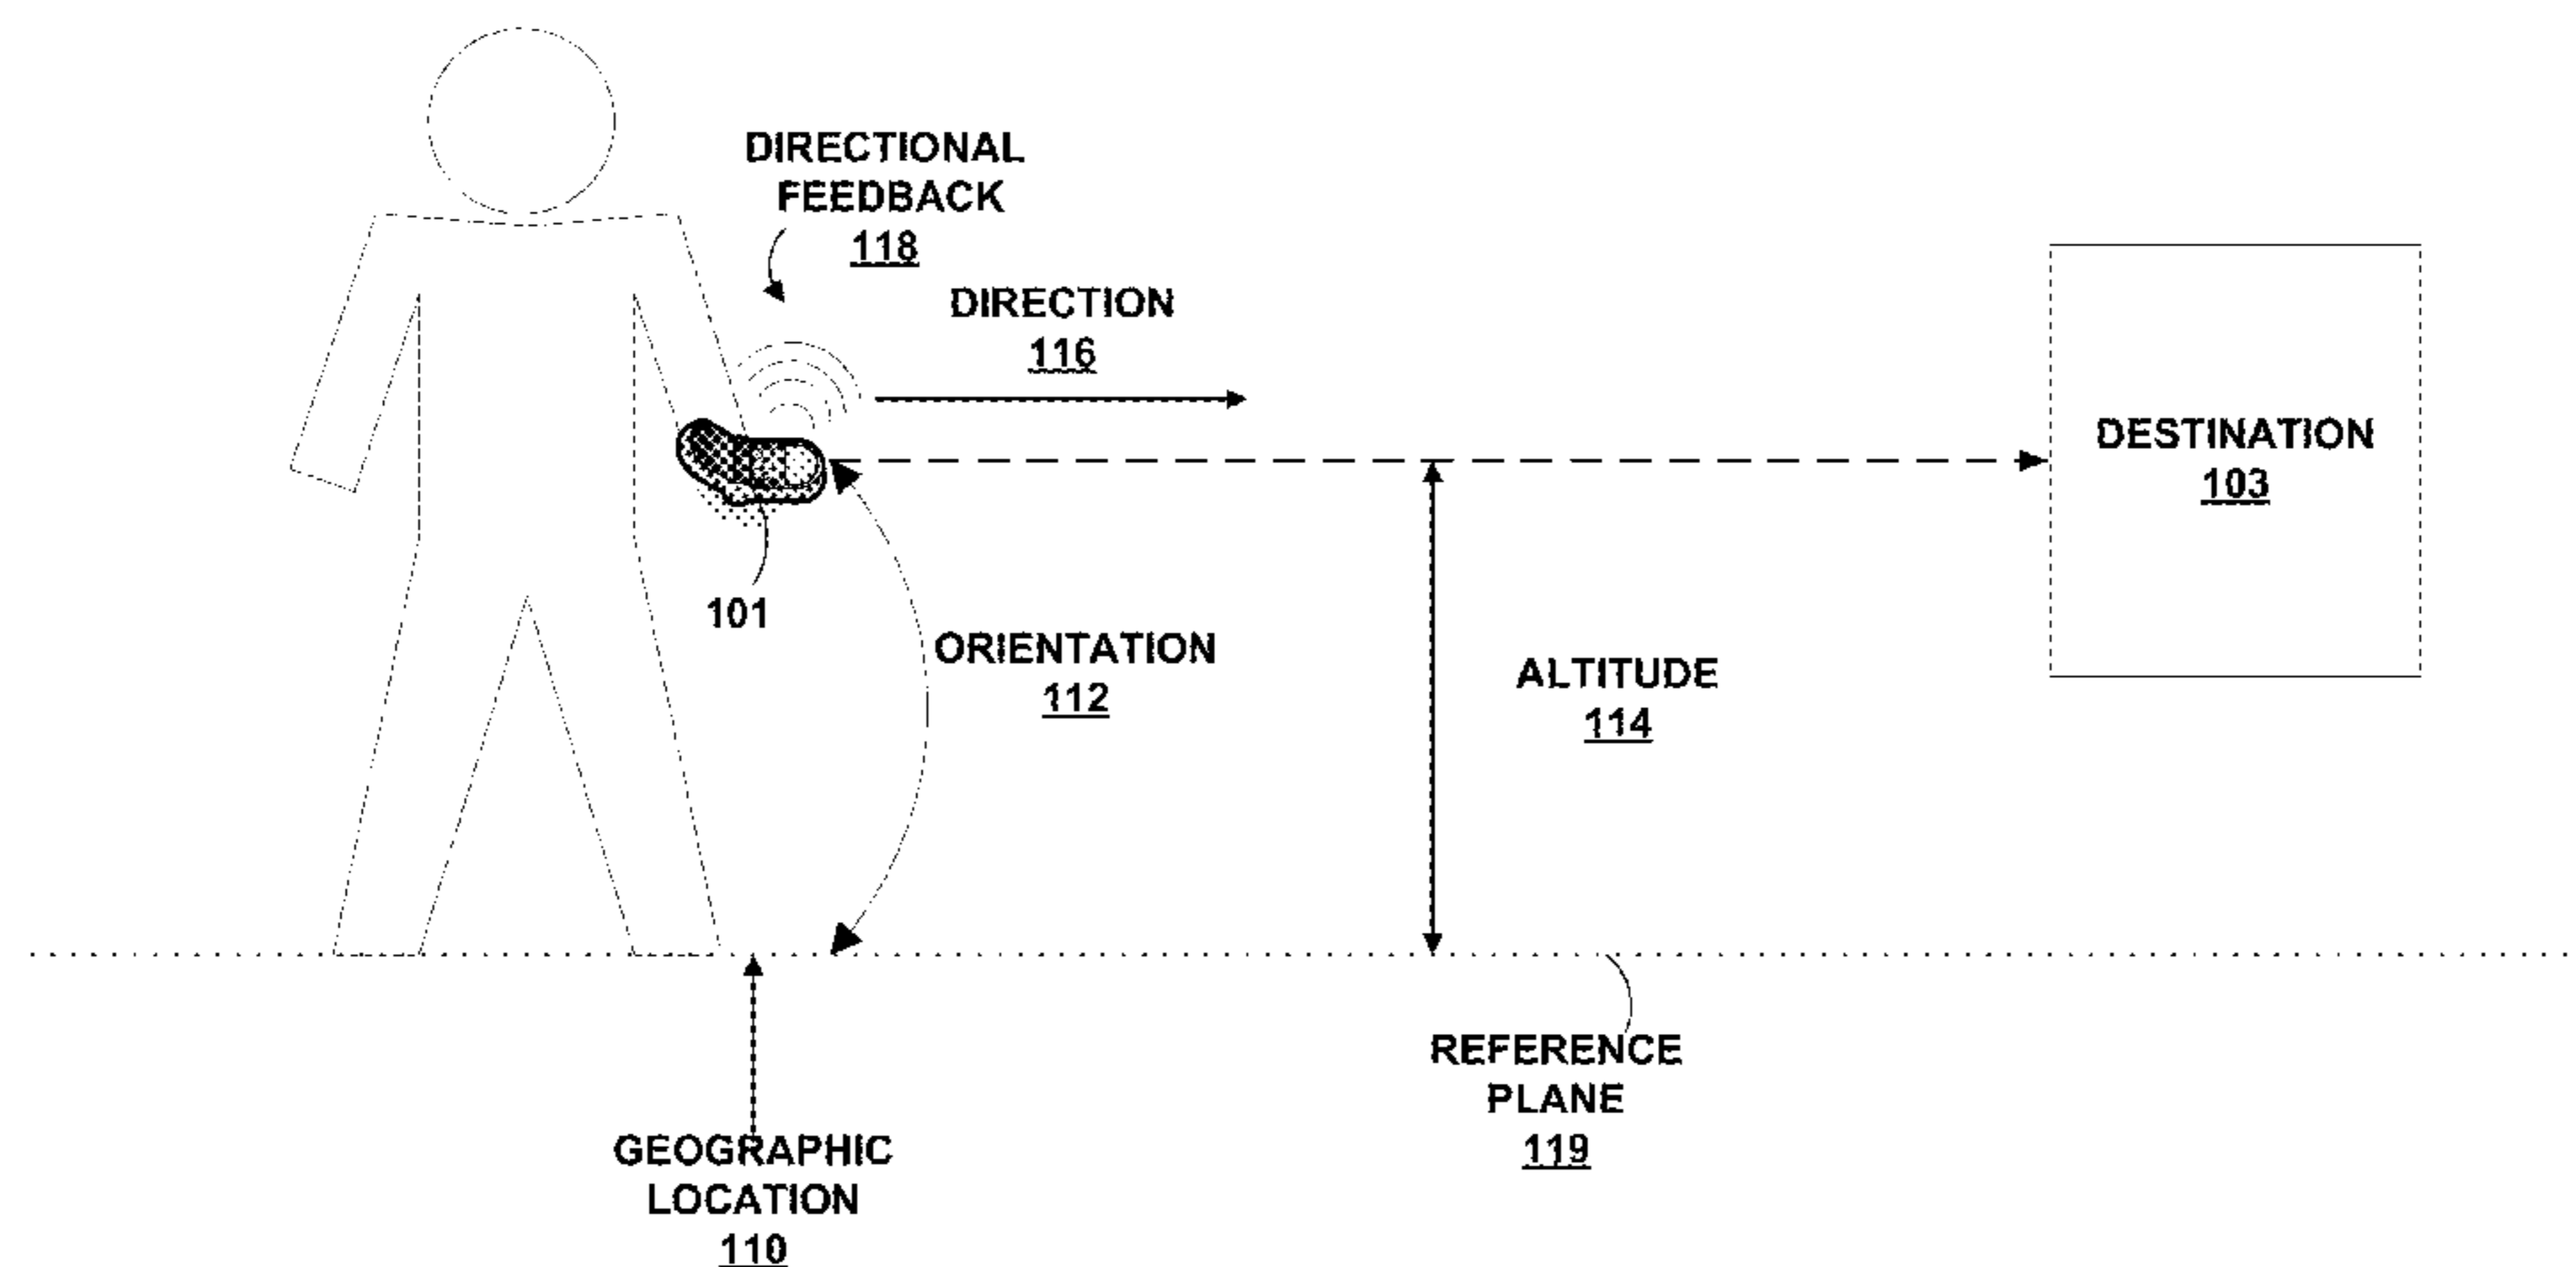 DIRECTIONAL
FEEDBACK
118
DIRECTION
116
DESTINATION
103
101
ORIENTATION
112
ALTITUDE
114
REFERENCE
PLANE
119
GEOGRAPHIC
LOCATION
110